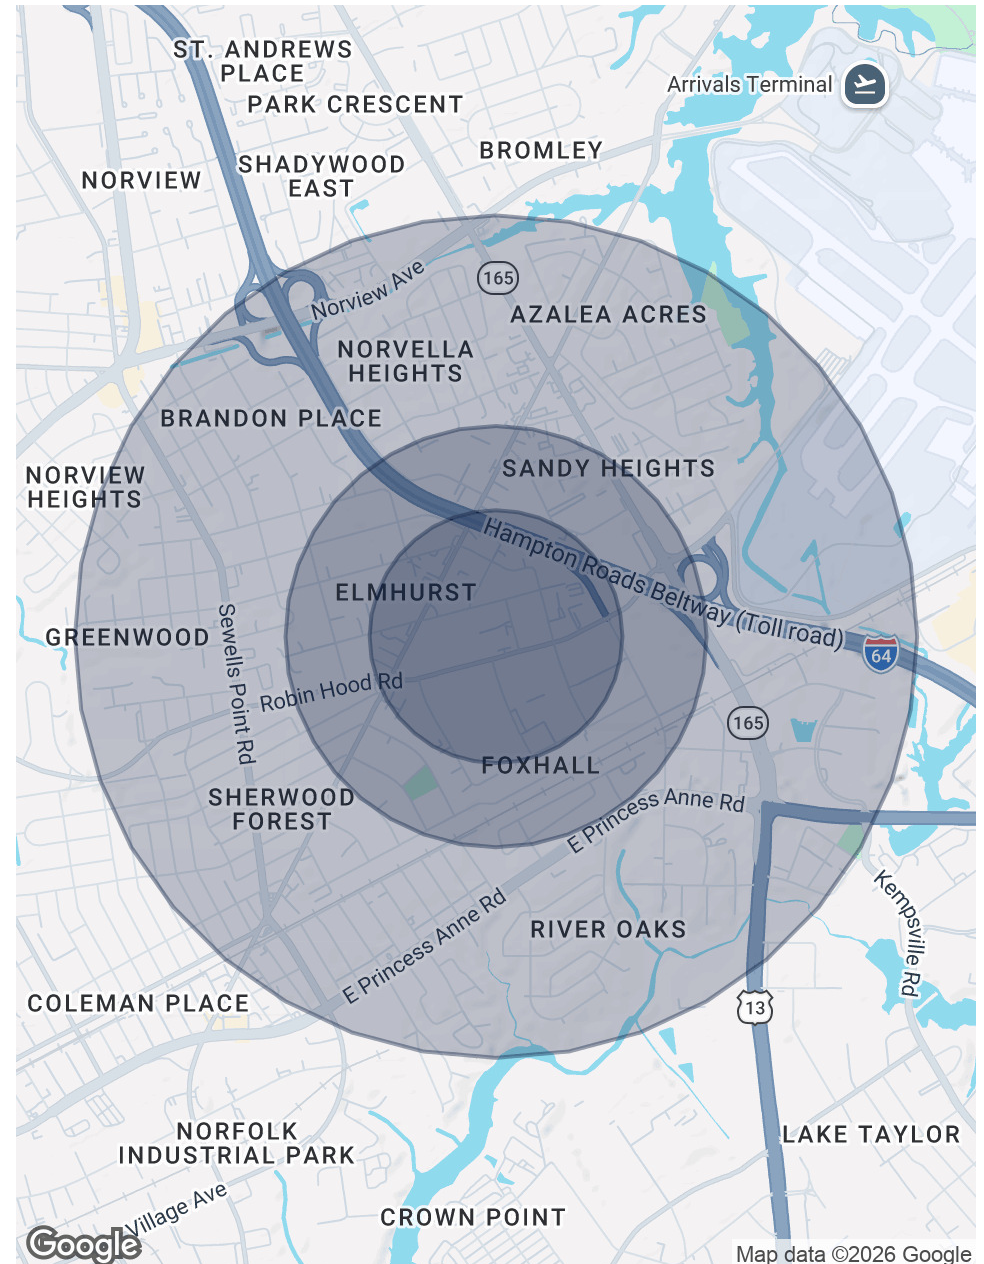 ST. ANDREWS
PLACE
PARK CRESCENT
Arrivals Terminal
BROMLEY
SHADYWOOD
EAST
NORVIEW
165
Norview Ave
AZALEA ACRES
NORVELLA
HEIGHTS
BRANDON PLACE
SANDY HEIGHTS
NORVIEW
HEIGHTS
Hampton Roads Beltway (Toll road)
ELMHURST
GREENWOOD
Sewells Point Rd
64
Robin Hood Rd
165
FOXHALL
SHERWOOD
FOREST
E Princess Anne Rd
Kempsville Rd
E Princess Anne Rd
RIVER OAKS
COLEMAN PLACE
13
NORFOLK
INDUSTRIAL PARK
LAKE TAYLOR
Village Ave
CROWN POINT
Google
Map data ©2026 Google